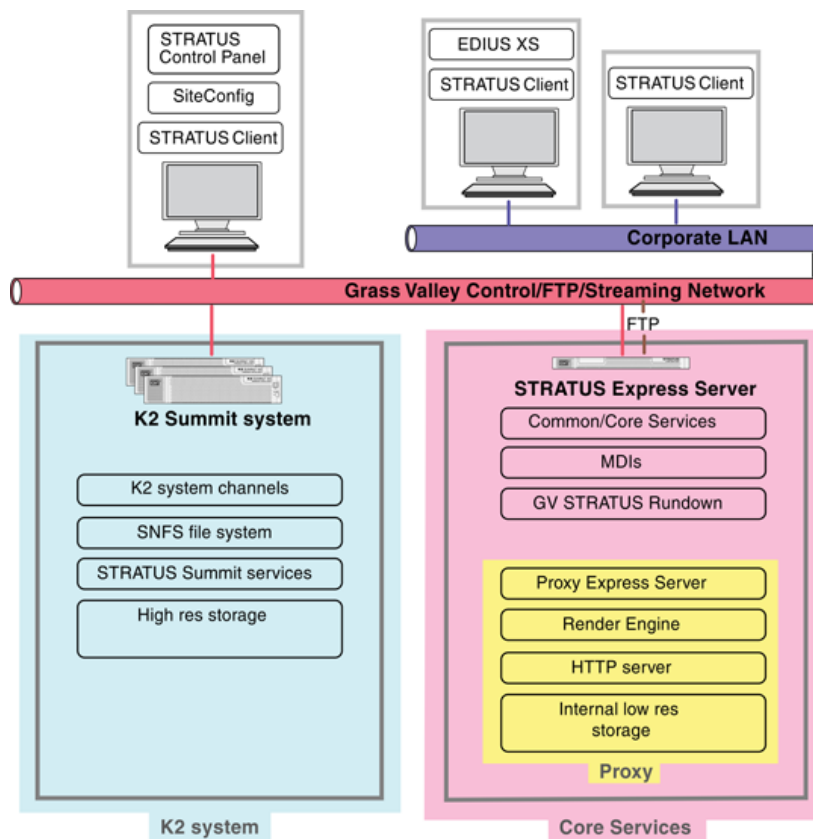 STRATUS
Control Panel
SiteConfig
STRATUS Client
EDIUS XS
STRATUS Client
STRATUS Client
Corporate LAN
Grass Valley Control/FTP/Streaming Network
FTP
K2 Summit system
K2 system channels
SNFS file system
STRATUS Summit services
High res storage
K2 system
STRATUS Express Server
Common/Core Services
MDIs
GV STRATUS Rundown
Proxy Express Server
Render Engine
HTTP server
Internal low res
storage
Proxy
Core Services